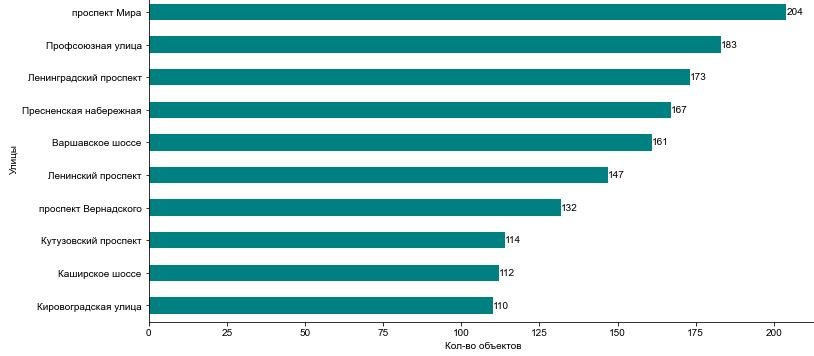 проспект Мира 204
Профсоюзная улица 183
Ленинградский проспект 173
Пресненская набережная 167
Варшавское шоссе 161
Ленинский проспект 147
проспект Вернадского 132
Кутузовский проспект 114
Каширское шоссе 112
Кировоградская улица 110
Улицы
0 25 50 75 100 125 150 175 200
Кол-во объектов